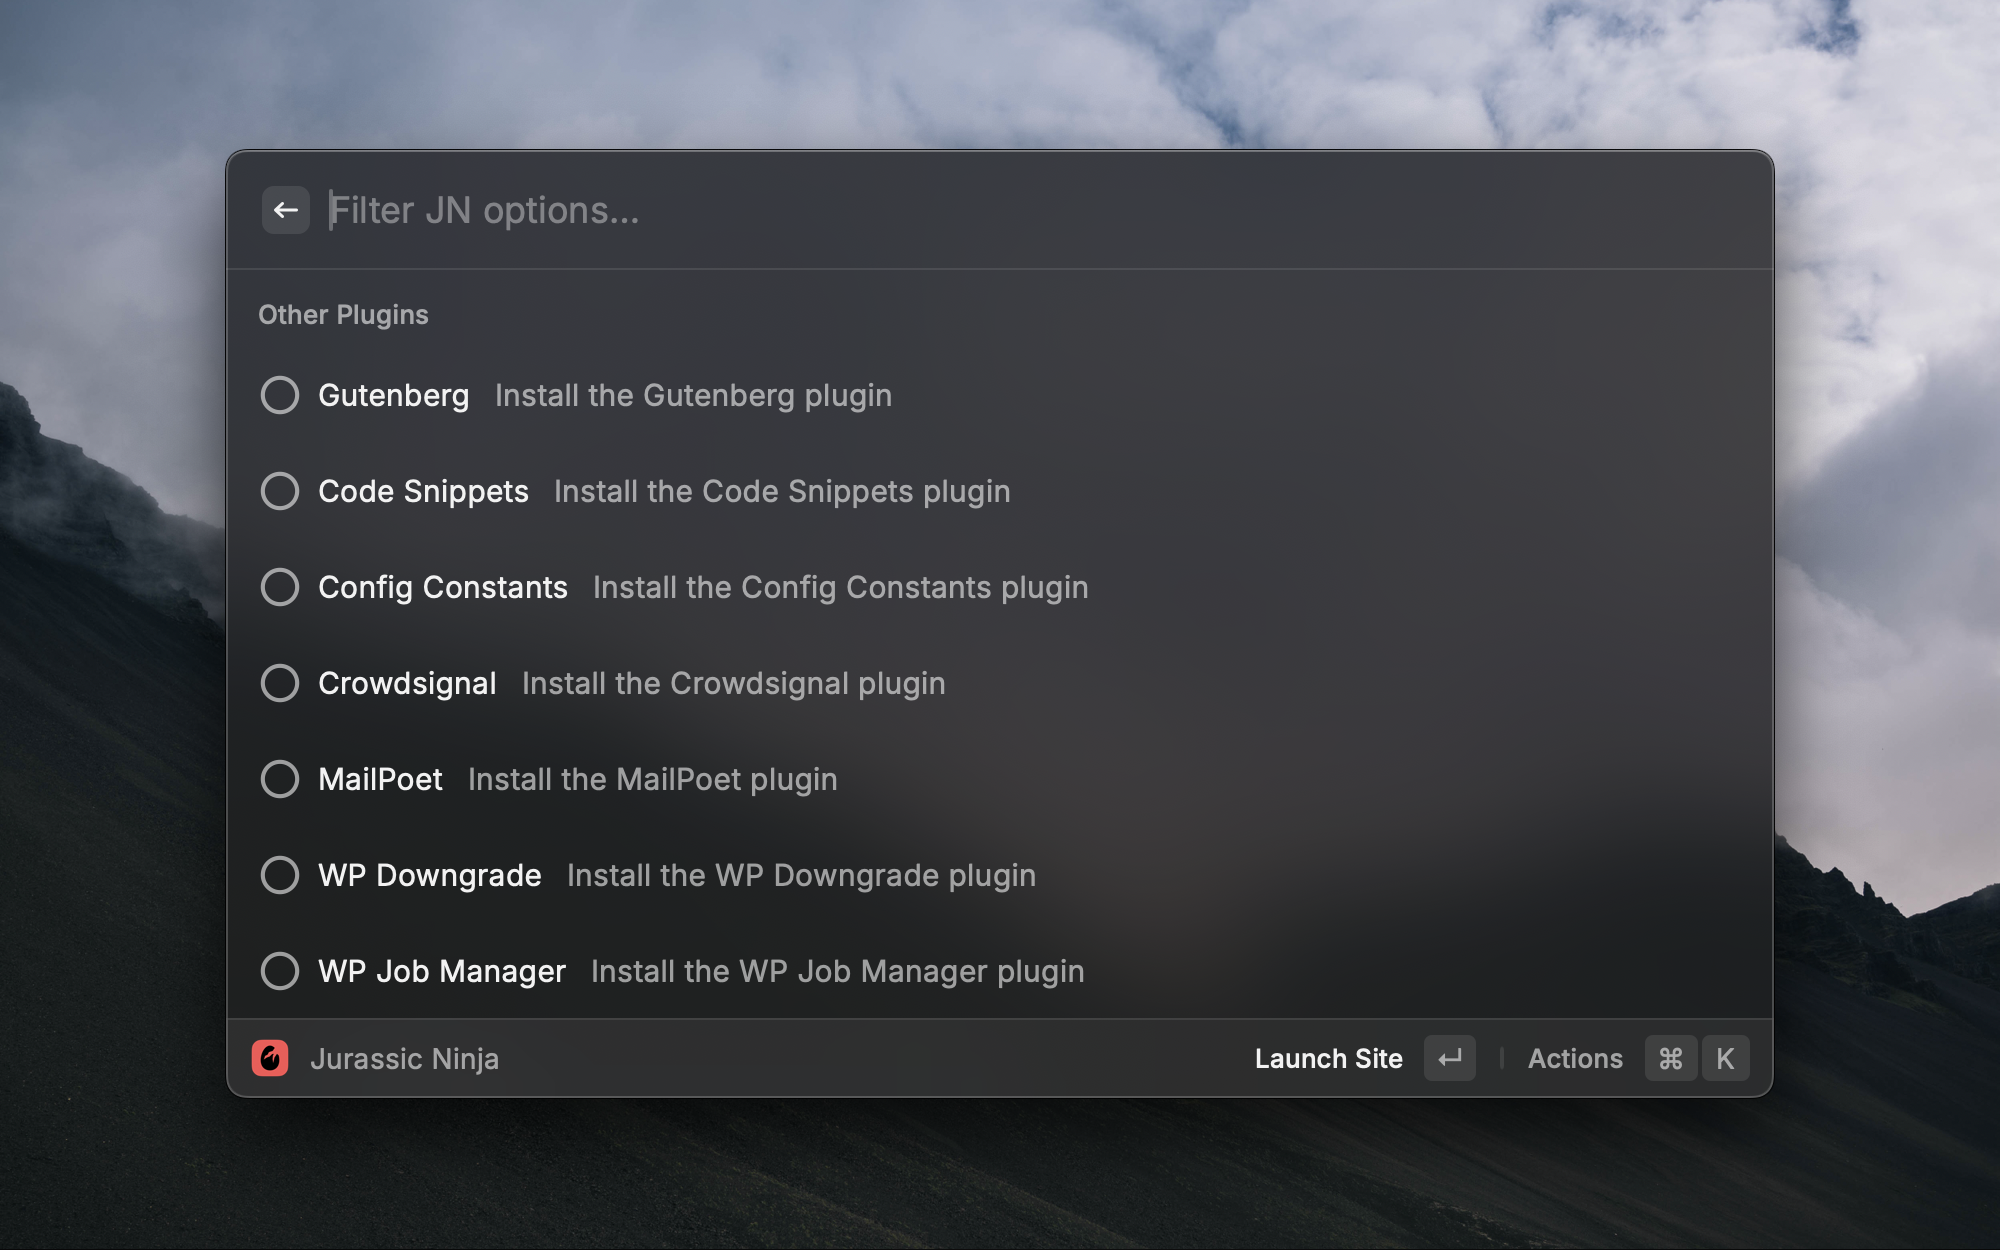 Filter JN options...
Other Plugins
Gutenberg Install the Gutenberg plugin
Code Snippets Install the Code Snippets plugin
Config Constants Install the Config Constants plugin
Crowdsignal Install the Crowdsignal plugin
MailPoet Install the MailPoet plugin
WP Downgrade Install the WP Downgrade plugin
WP Job Manager Install the WP Job Manager plugin
Jurassic Ninja Launch Site ↵ Actions ⌘ K